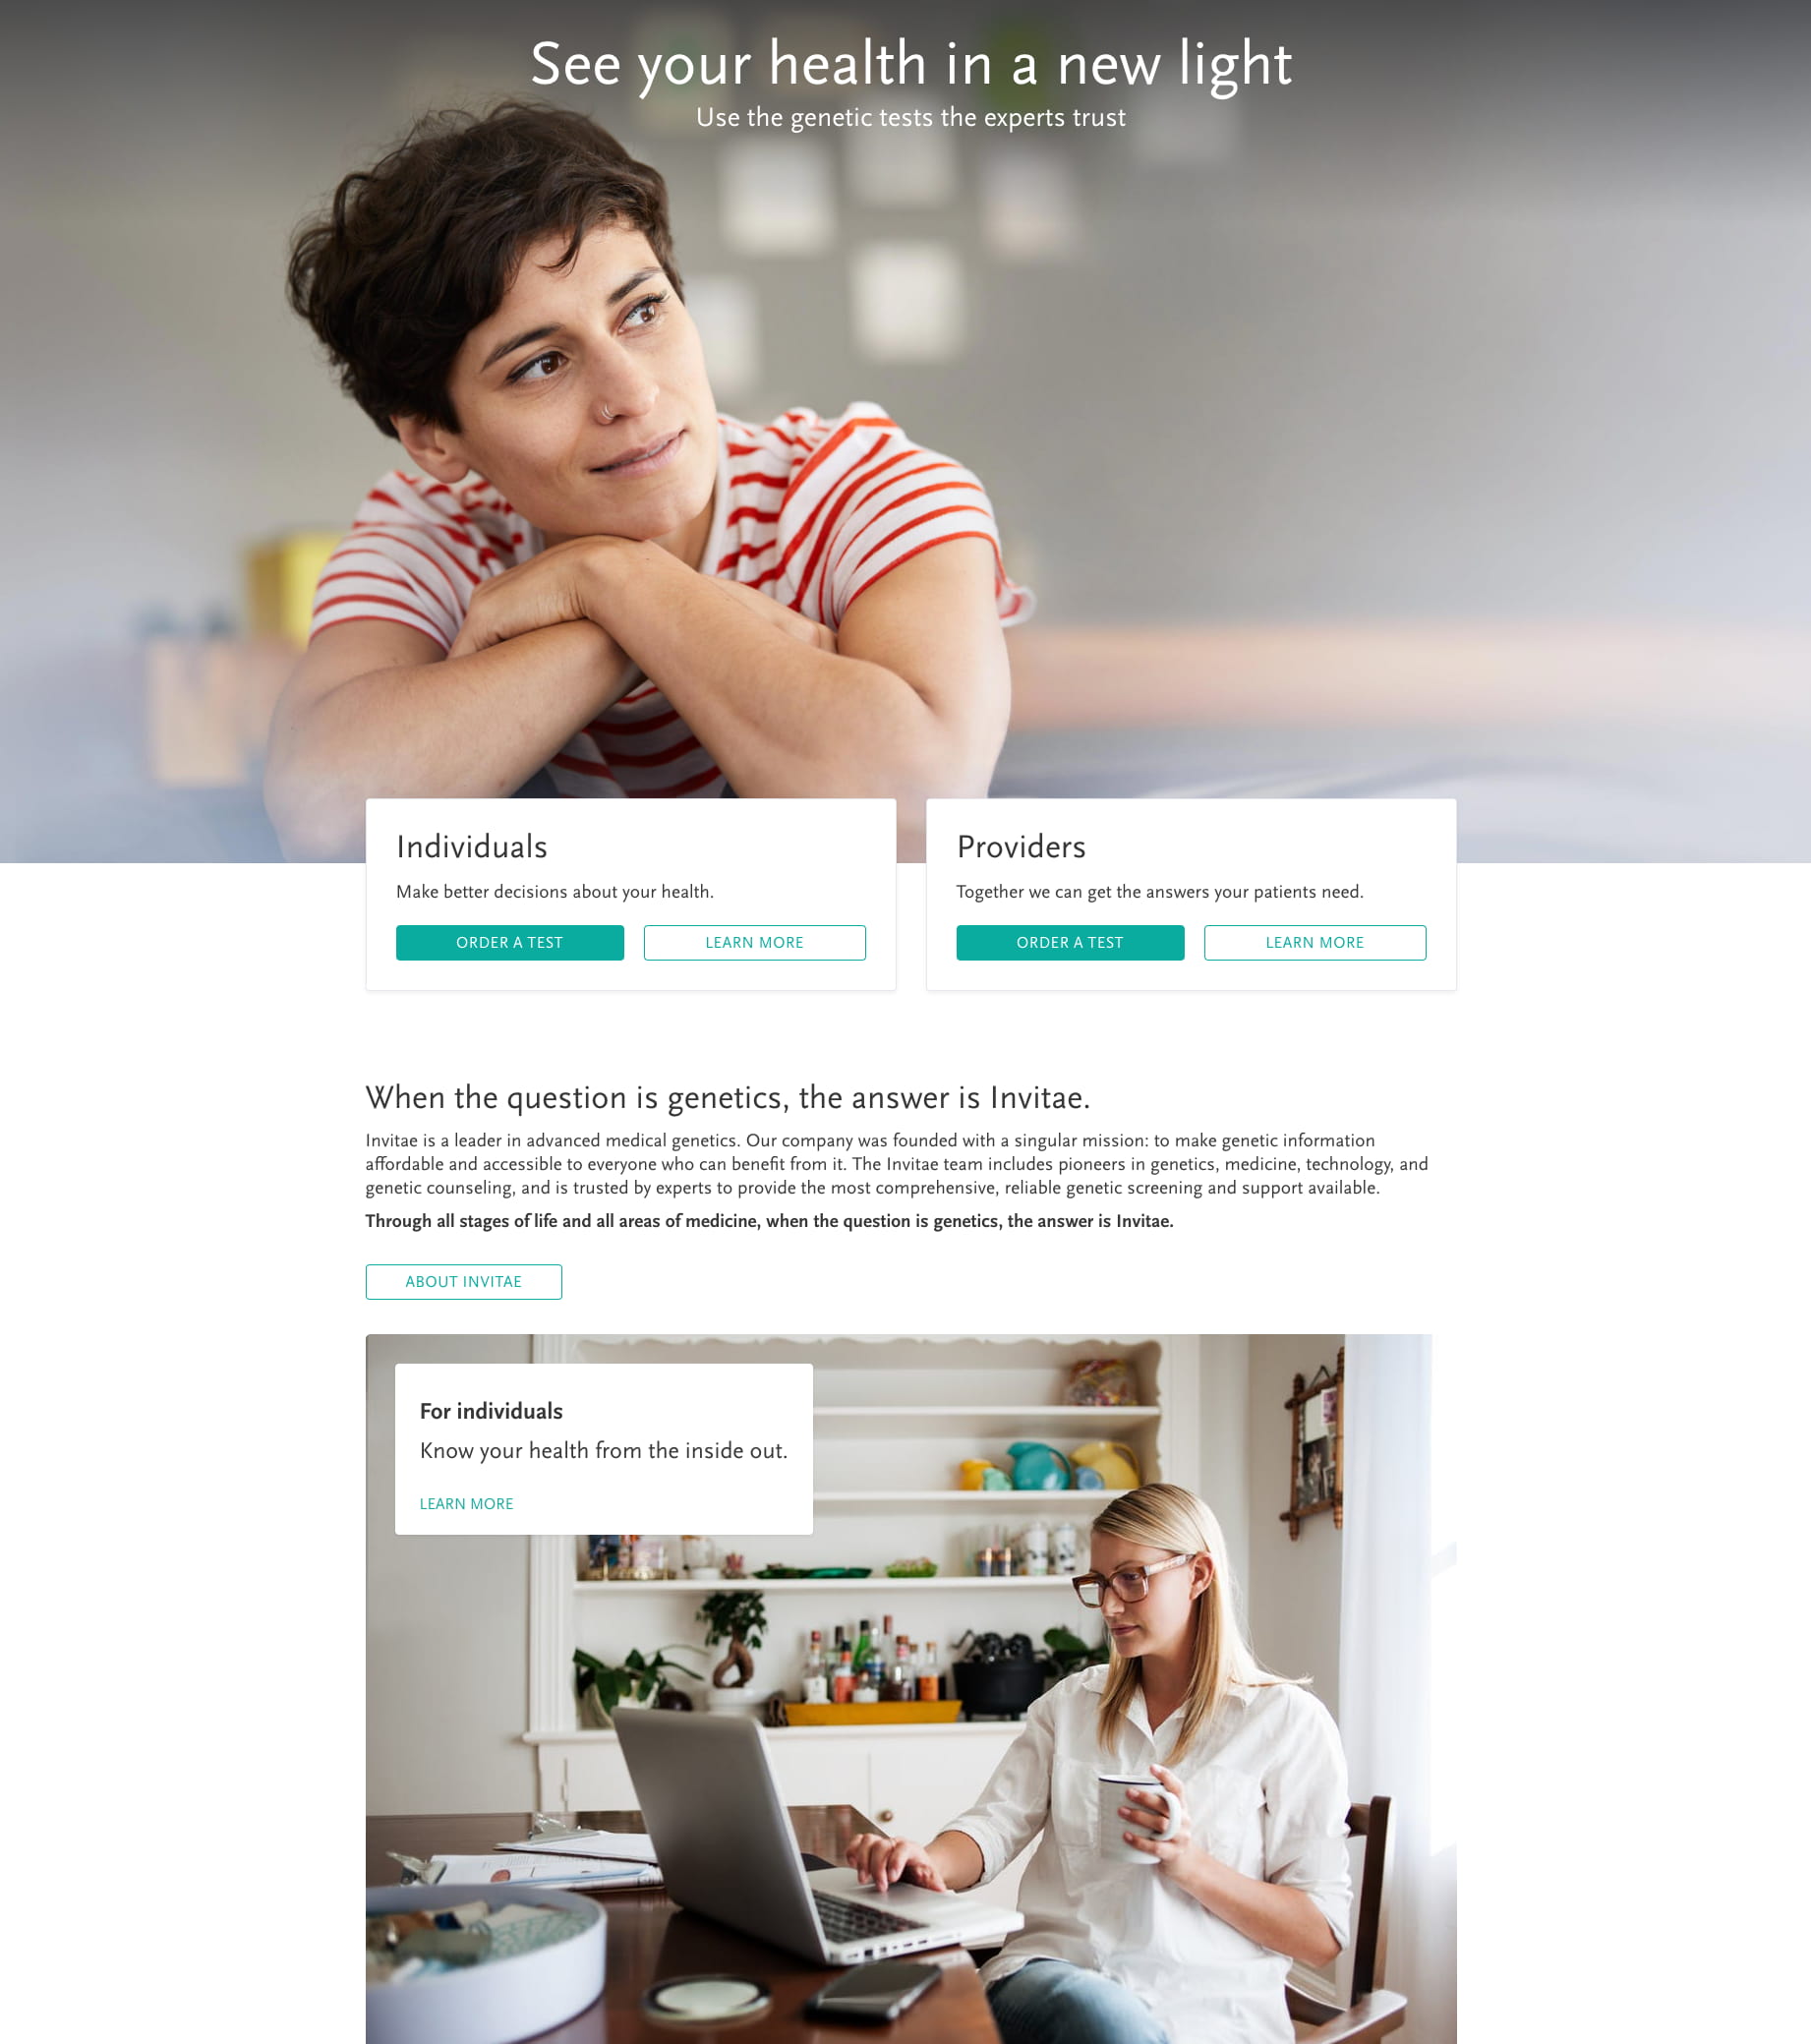 See your health in a new light
Use the genetic tests the experts trust
Individuals
Make better decisions about your health.
ORDER A TEST
LEARN MORE
Providers
Together we can get the answers your patients need.
ORDER A TEST
LEARN MORE
When the question is genetics, the answer is Invitae.
Invitae is a leader in advanced medical genetics. Our company was founded with a singular mission: to make genetic information
affordable and accessible to everyone who can benefit from it. The Invitae team includes pioneers in genetics, medicine, technology, and
genetic counseling, and is trusted by experts to provide the most comprehensive, reliable genetic screening and support available.
Through all stages of life and all areas of medicine, when the question is genetics, the answer is Invitae.
ABOUT INVITAE
For individuals
Know your health from the inside out.
LEARN MORE